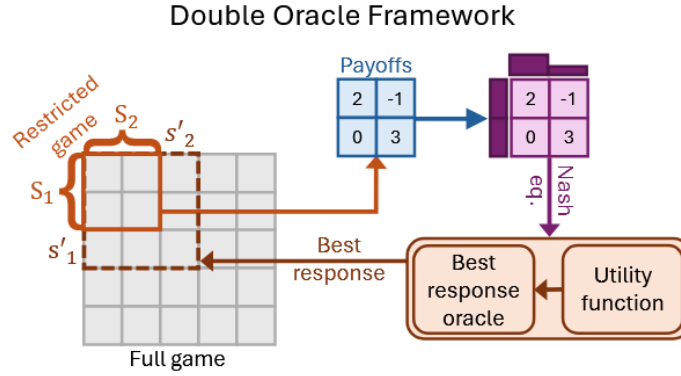 Double Oracle Framework
Restricted
game
S₂
s′₂
S₁
s′₁
Full game
Payoffs
2 -1
0 3
2 -1
0 3
Nash
eq.
Best
response
Best
response
oracle
Utility
function